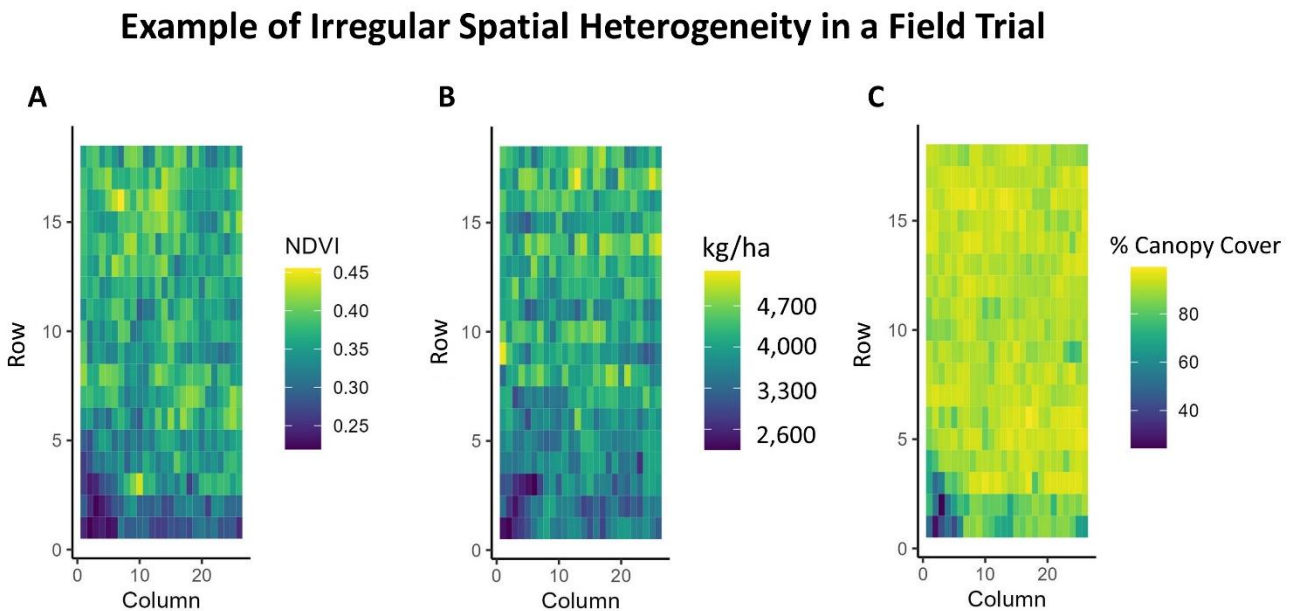 Example of Irregular Spatial Heterogeneity in a Field Trial
A
B
C
Row
15
10
5
0
0
10
20
Column
NDVI
0.45
0.40
0.35
0.30
0.25
Row
15
10
5
0
0
10
20
Column
kg/ha
4,700
4,000
3,300
2,600
Row
15
10
5
0
0
10
20
Column
% Canopy Cover
80
60
40